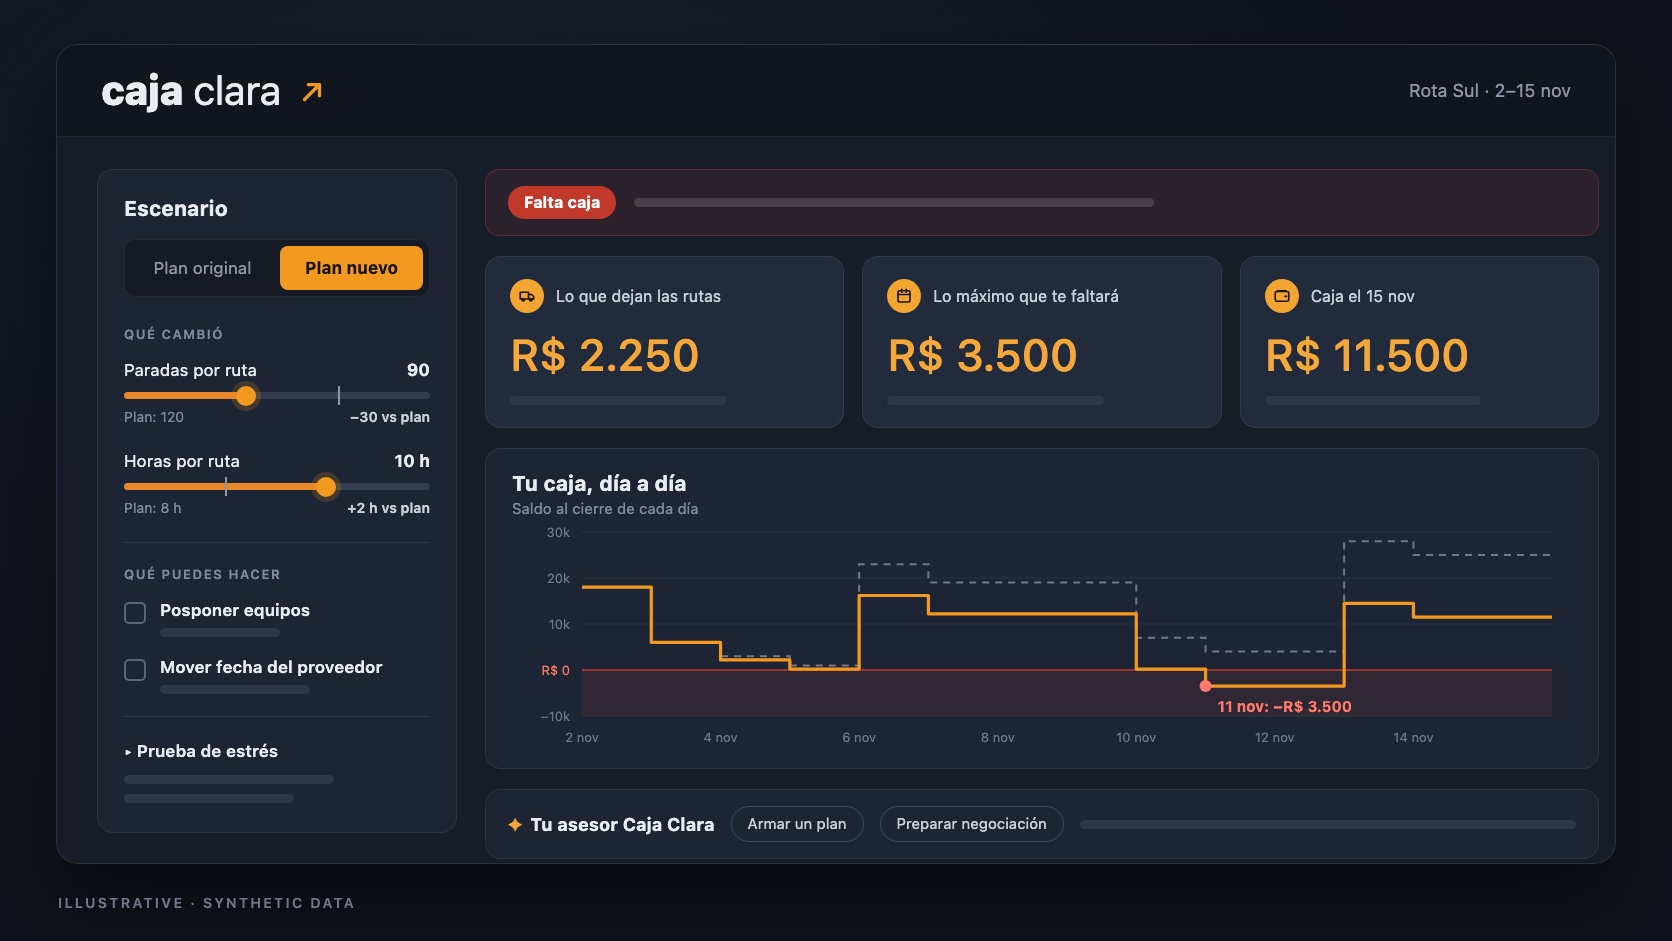 caja clara
Rota Sul · 2–15 nov
Escenario
Plan original
Plan nuevo
QUÉ CAMBIÓ
Paradas por ruta 90
Plan: 120 −30 vs plan
Horas por ruta 10 h
Plan: 8 h +2 h vs plan
QUÉ PUEDES HACER
Posponer equipos
Mover fecha del proveedor
Prueba de estrés
Falta caja
Lo que dejan las rutas
R$ 2.250
Lo máximo que te faltará
R$ 3.500
Caja el 15 nov
R$ 11.500
Tu caja, día a día
Saldo al cierre de cada día
30k
20k
10k
R$ 0
−10k
11 nov: −R$ 3.500
2 nov 4 nov 6 nov 8 nov 10 nov 12 nov 14 nov
Tu asesor Caja Clara
Armar un plan
Preparar negociación
ILLUSTRATIVE · SYNTHETIC DATA